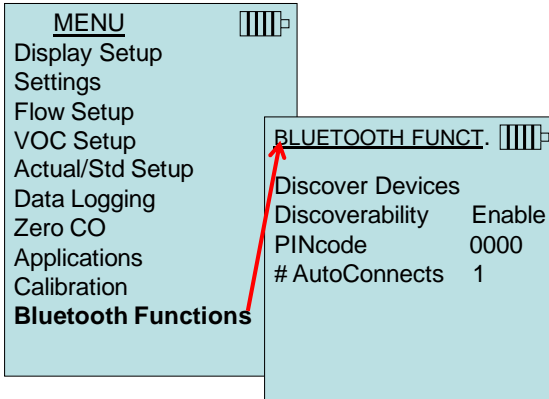 MENU
Display Setup
Settings
Flow Setup
VOC Setup
Actual/Std Setup
Data Logging
Zero CO
Applications
Calibration
Bluetooth Functions
BLUETOOTH FUNCT.
Discover Devices
Discoverability Enable
PINcode 0000
# AutoConnects 1